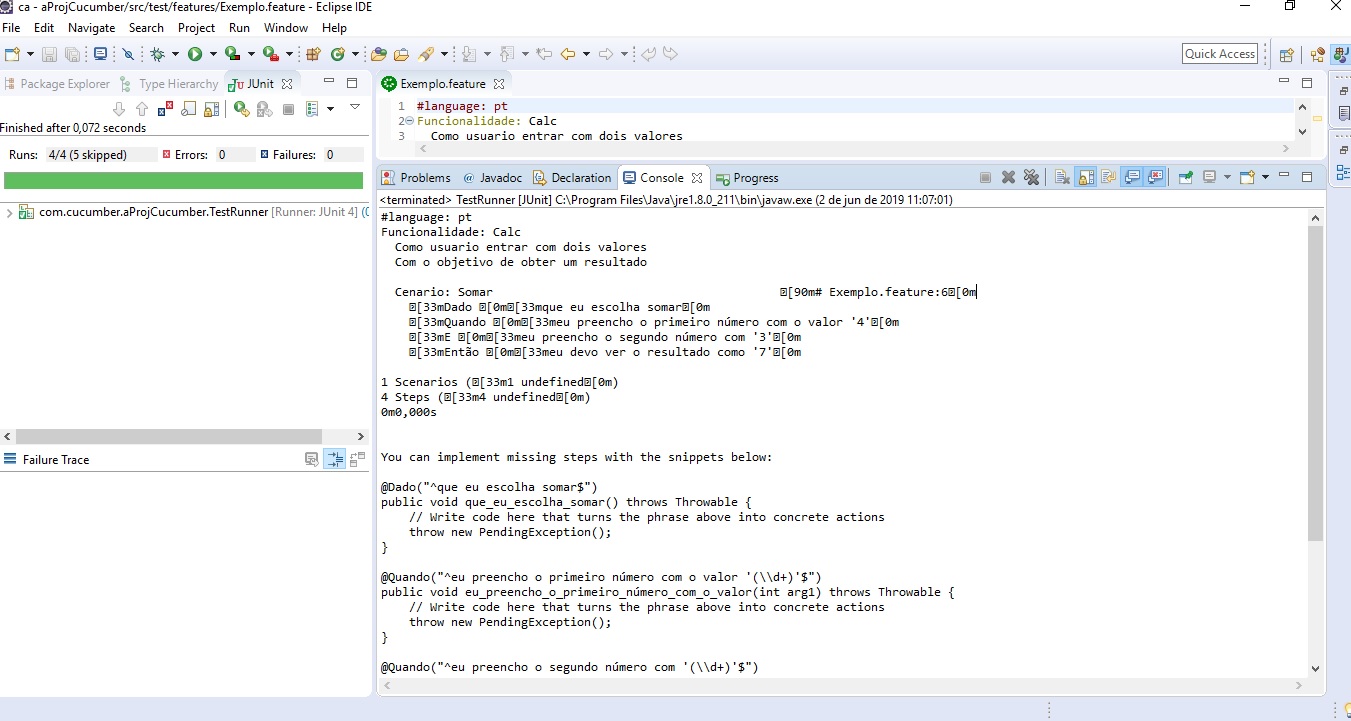 ca - aProjCucumber/src/test/features/Exemplo.feature - Eclipse IDE
File Edit Navigate Search Project Run Window Help
Quick Access
Package Explorer Type Hierarchy JUnit
Finished after 0,072 seconds
Runs: 4/4 (5 skipped) Errors: 0 Failures: 0
com.cucumber.aProjCucumber.TestRunner [Runner: JUnit 4] (0
Failure Trace
Exemplo.feature
1 #language: pt
2 Funcionalidade: Calc
3 Como usuario entrar com dois valores
Problems Javadoc Declaration Console Progress
<terminated> TestRunner [JUnit] C:\Program Files\Java\jre1.8.0_211\bin\javaw.exe (2 de jun de 2019 11:07:01)
#language: pt
Funcionalidade: Calc
Como usuario entrar com dois valores
Com o objetivo de obter um resultado
Cenario: Somar [90m# Exemplo.feature:6[0m
[33mDado [0m[33mque eu escolha somar[0m
[33mQuando [0m[33meu preencho o primeiro número com o valor '4'[0m
[33mE [0m[33meu preencho o segundo número com '3'[0m
[33mEntão [0m[33meu devo ver o resultado como '7'[0m
1 Scenarios ([33m1 undefined[0m)
4 Steps ([33m4 undefined[0m)
0m0,000s
You can implement missing steps with the snippets below:
@Dado("^que eu escolha somar$")
public void que_eu_escolha_somar() throws Throwable {
// Write code here that turns the phrase above into concrete actions
throw new PendingException();
}
@Quando("^eu preencho o primeiro número com o valor '(\\d+)'$")
public void eu_preencho_o_primeiro_número_com_o_valor(int arg1) throws Throwable {
// Write code here that turns the phrase above into concrete actions
throw new PendingException();
}
@Quando("^eu preencho o segundo número com '(\\d+)'$")